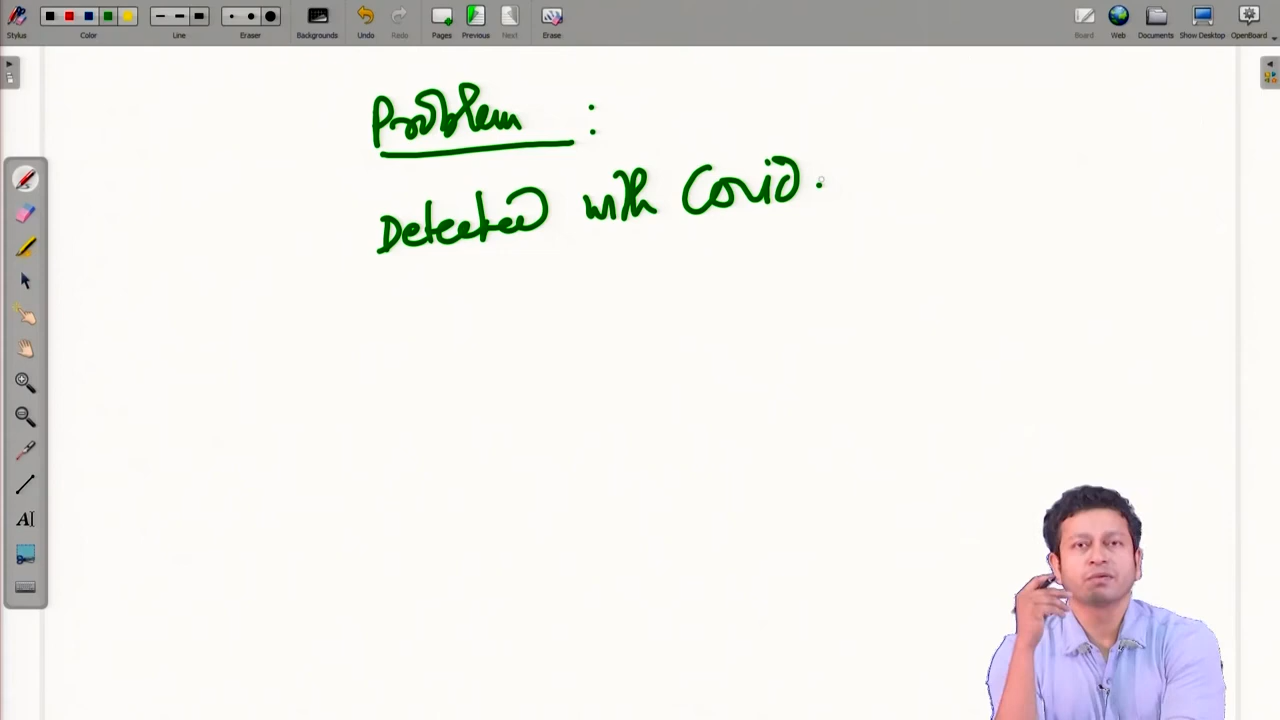 Stylus
Color
Line
Eraser
Backgrounds
Undo
Redo
Pages
Previous
Next
Erase
Board
Web
Documents
Show Desktop
OpenBoard
Problem :
Detected with Covid.
AI